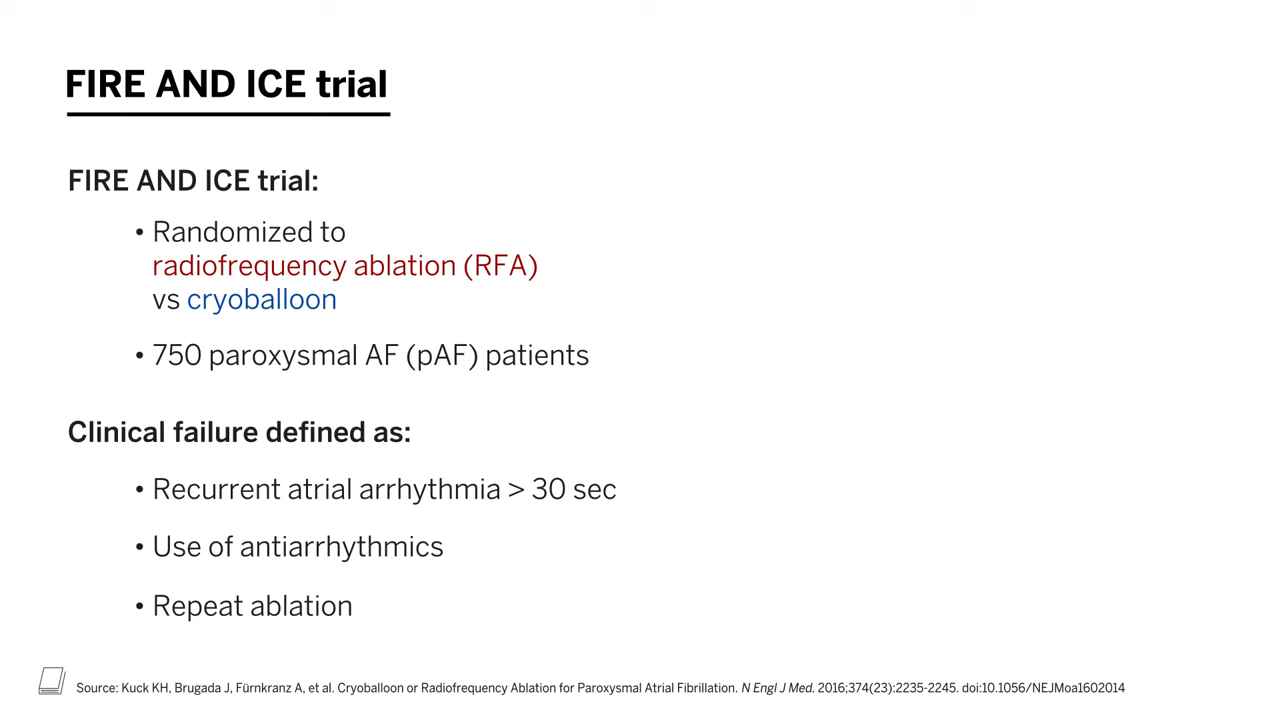 FIRE AND ICE trial
FIRE AND ICE trial:
• Randomized to
radiofrequency ablation (RFA)
vs cryoballoon
• 750 paroxysmal AF (pAF) patients
Clinical failure defined as:
• Recurrent atrial arrhythmia > 30 sec
• Use of antiarrhythmics
• Repeat ablation
Source: Kuck KH, Brugada J, Fürnkranz A, et al. Cryoballoon or Radiofrequency Ablation for Paroxysmal Atrial Fibrillation. N Engl J Med. 2016;374(23):2235-2245. doi:10.1056/NEJMoa1602014